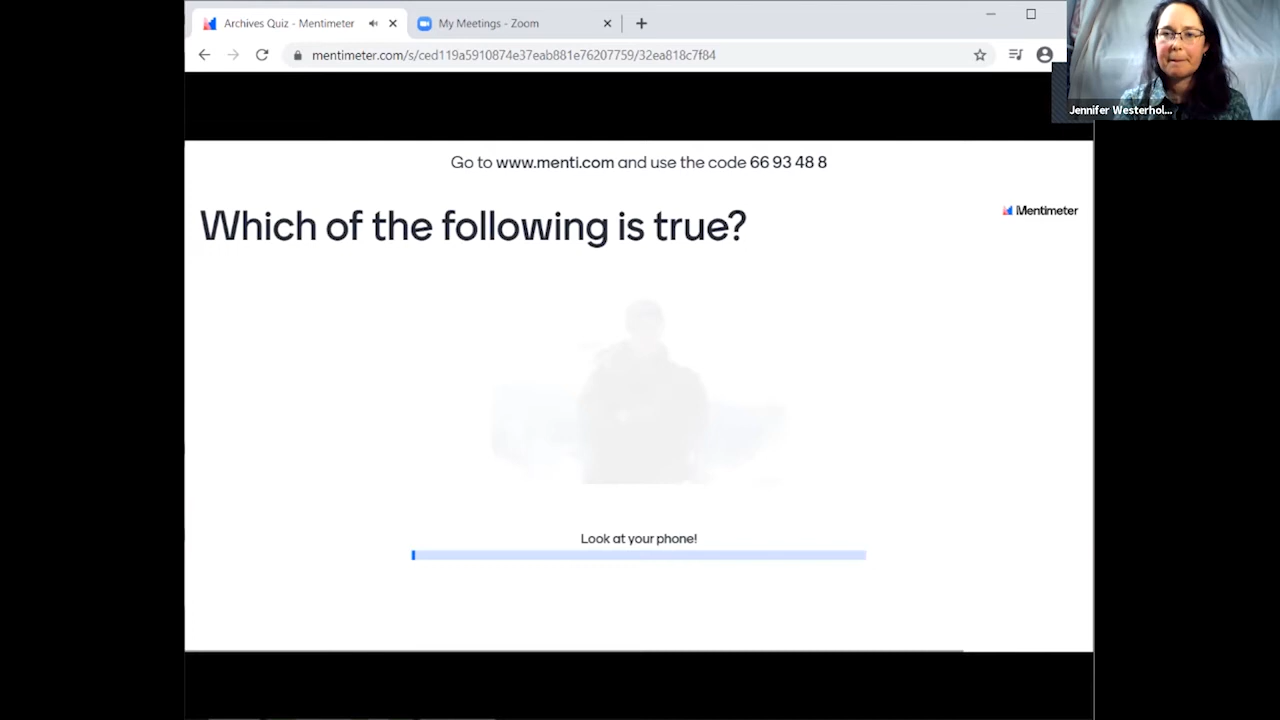 Archives Quiz - Mentimeter
My Meetings - Zoom
mentimeter.com/s/ced119a5910874e37eab881e76207759/32ea818c7f84
Jennifer Westerhol...
Go to www.menti.com and use the code 66 93 48 8
Which of the following is true?
Mentimeter
Look at your phone!